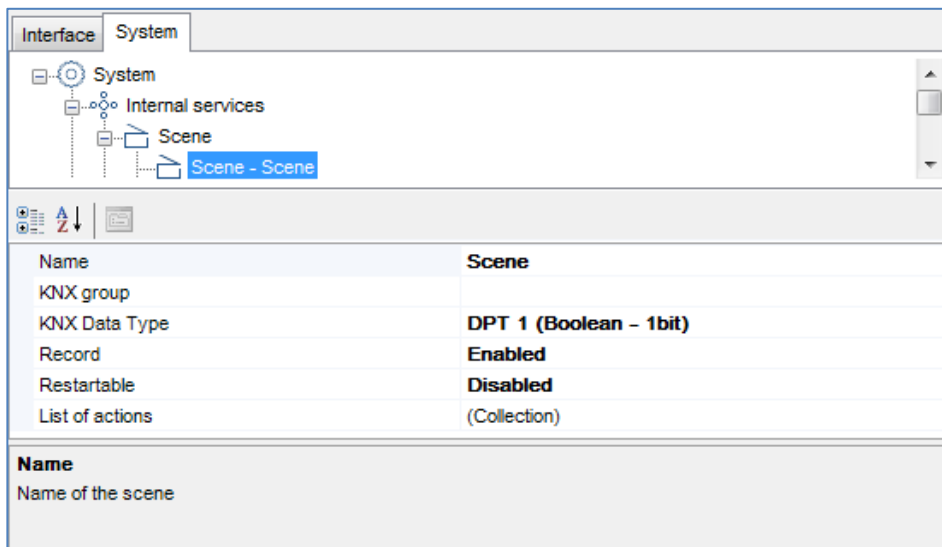 Interface System
System
Internal services
Scene
Scene - Scene
A Z
Name Scene
KNX group
KNX Data Type DPT 1 (Boolean – 1bit)
Record Enabled
Restartable Disabled
List of actions (Collection)
Name
Name of the scene